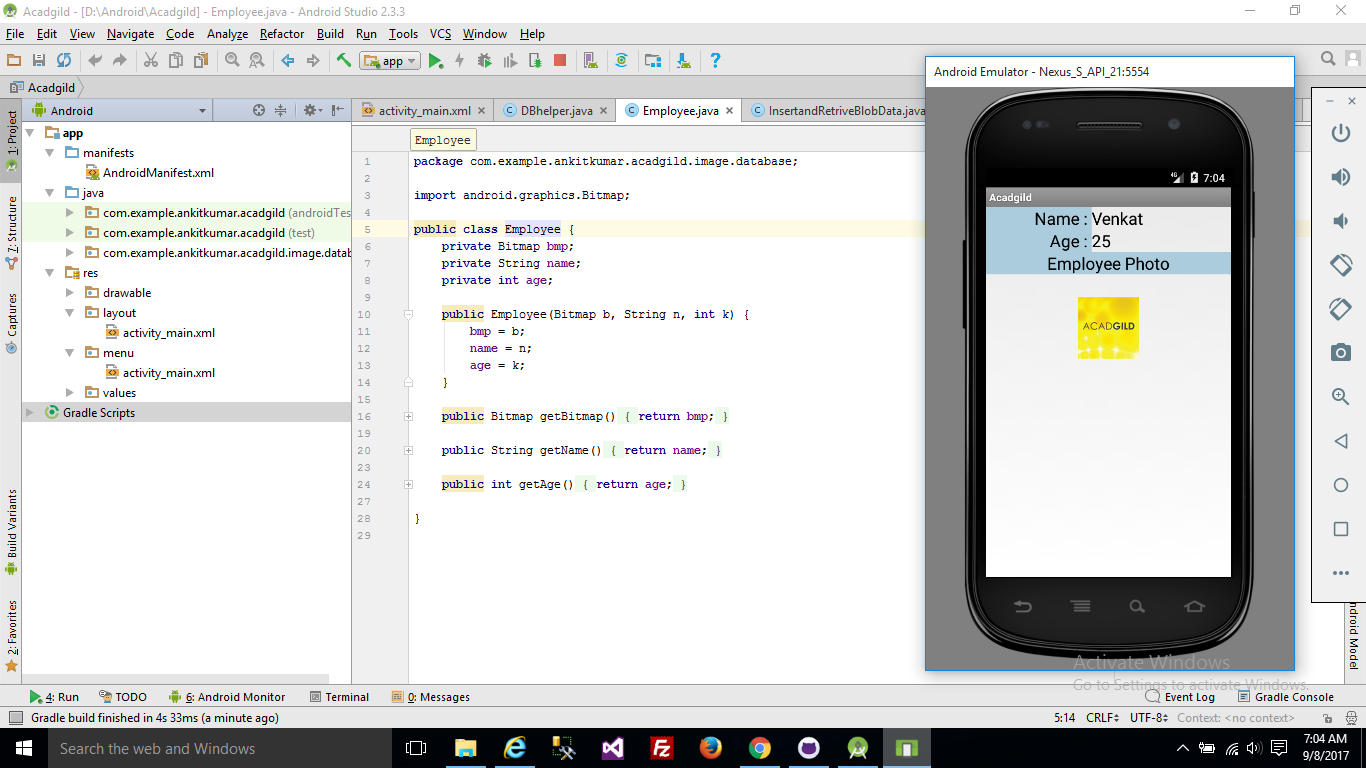 Acadgild - [D:\Android\Acadgild] - Employee.java - Android Studio 2.3.3
File Edit View Navigate Code Analyze Refactor Build Run Tools VCS Window Help
app
Acadgild
Android
activity_main.xml
DBhelper.java
Employee.java
InsertandRetriveBlobData.java
1: Project
7: Structure
Captures
Build Variants
2: Favorites
app
manifests
AndroidManifest.xml
java
com.example.ankitkumar.acadgild (androidTes
com.example.ankitkumar.acadgild (test)
com.example.ankitkumar.acadgild.image.datab
res
drawable
layout
activity_main.xml
menu
activity_main.xml
values
Gradle Scripts
Employee
1 package com.example.ankitkumar.acadgild.image.database;
2
3 import android.graphics.Bitmap;
4
5 public class Employee {
6 private Bitmap bmp;
7 private String name;
8 private int age;
9
10 public Employee(Bitmap b, String n, int k) {
11 bmp = b;
12 name = n;
13 age = k;
14 }
15
16 public Bitmap getBitmap() { return bmp; }
19
20 public String getName() { return name; }
23
24 public int getAge() { return age; }
27
28 }
29
Android Emulator - Nexus_S_API_21:5554
4G 7:04
Acadgild
Name : Venkat
Age : 25
Employee Photo
ACADGILD
ndroid Model
Activate Windows
Go to Settings to activate Windows.
4: Run TODO 6: Android Monitor Terminal 0: Messages Event Log Gradle Console
Gradle build finished in 4s 33ms (a minute ago) 5:14 CRLF UTF-8 Context: <no context>
Search the web and Windows
7:04 AM
9/8/2017